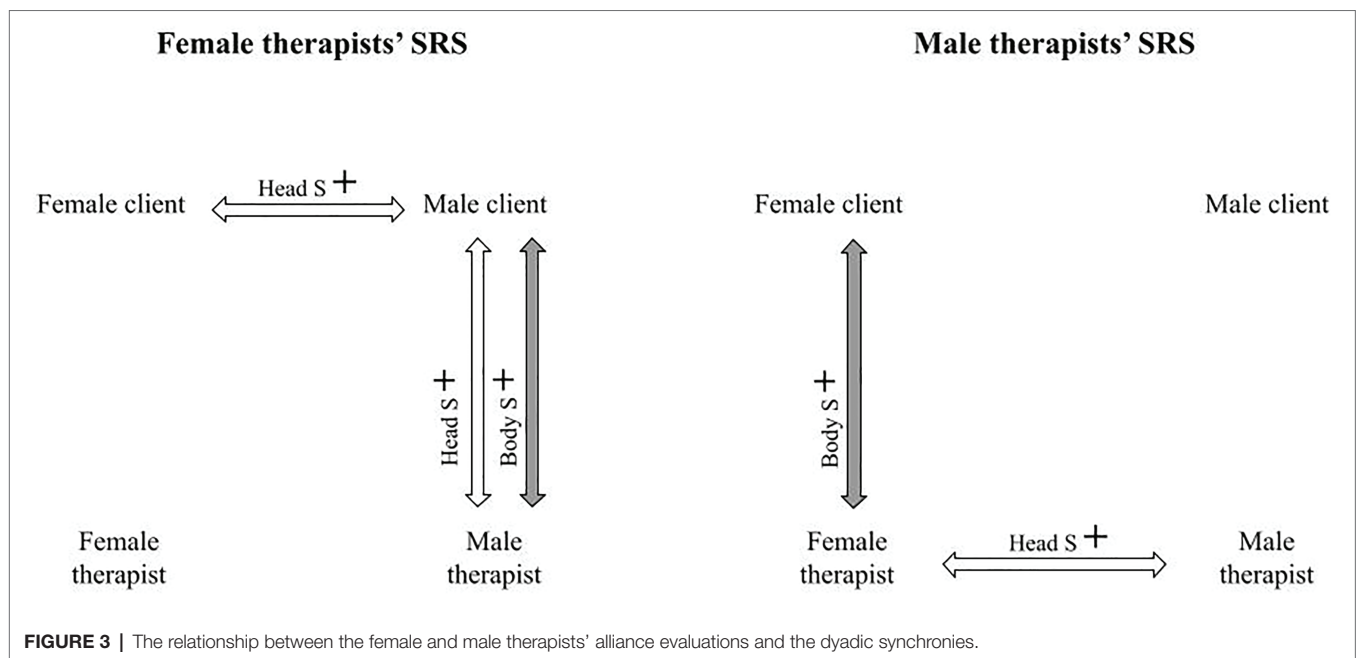 Female therapists’ SRS
Male therapists’ SRS
Head S +
Female client
Male client
Female client
Male client
Head S +
Body S +
Body S +
Female
therapist
Male
therapist
Female
therapist
Head S +
Male
therapist
FIGURE 3 | The relationship between the female and male therapists’ alliance evaluations and the dyadic synchronies.